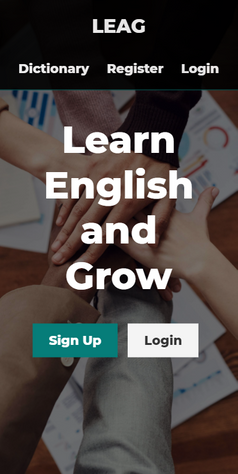 LEAG
Dictionary Register Login
Learn
English
and
Grow
Sign Up Login